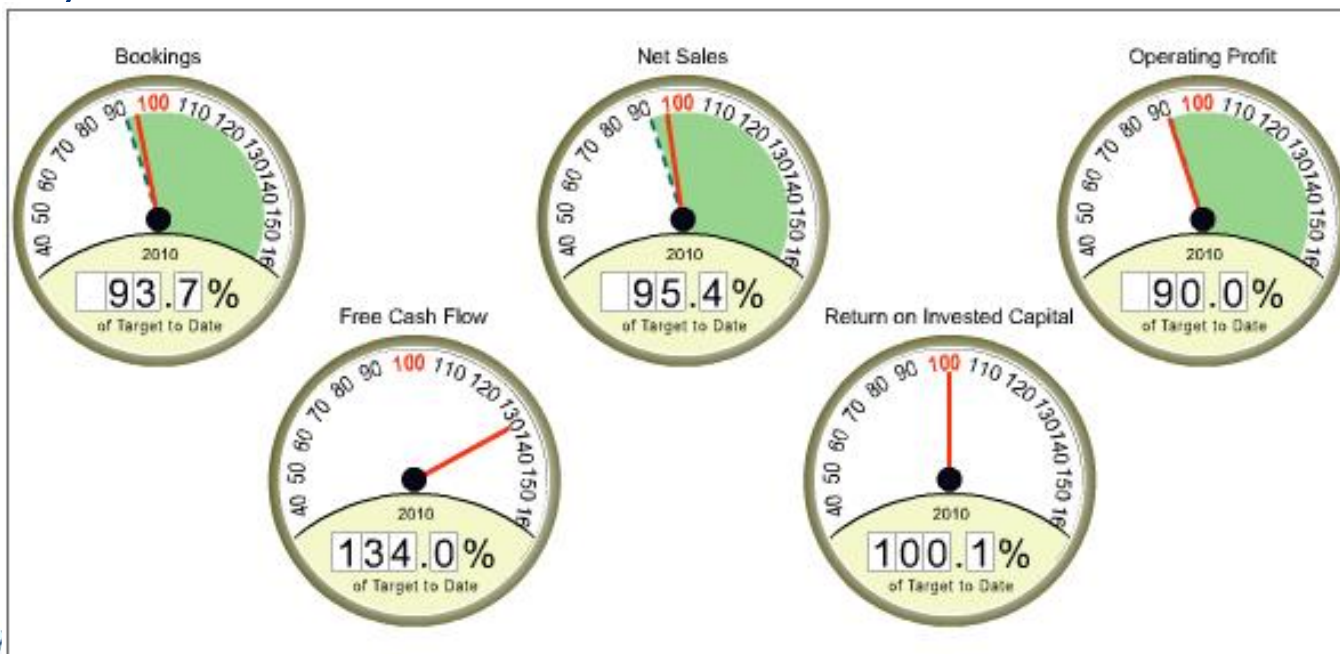 Bookings
40 50 60 70 80 90 100 110 120 130 140 150 16
2010
93.7%
of Target to Date
Net Sales
40 50 60 70 80 90 100 110 120 130 140 150 16
2010
95.4%
of Target to Date
Operating Profit
40 50 60 70 80 90 100 110 120 130 140 150 16
2010
90.0%
of Target to Date
Free Cash Flow
40 50 60 70 80 90 100 110 120 130 140 150 16
2010
134.0%
of Target to Date
Return on Invested Capital
40 50 60 70 80 90 100 110 120 130 140 150 16
2010
100.1%
of Target to Date